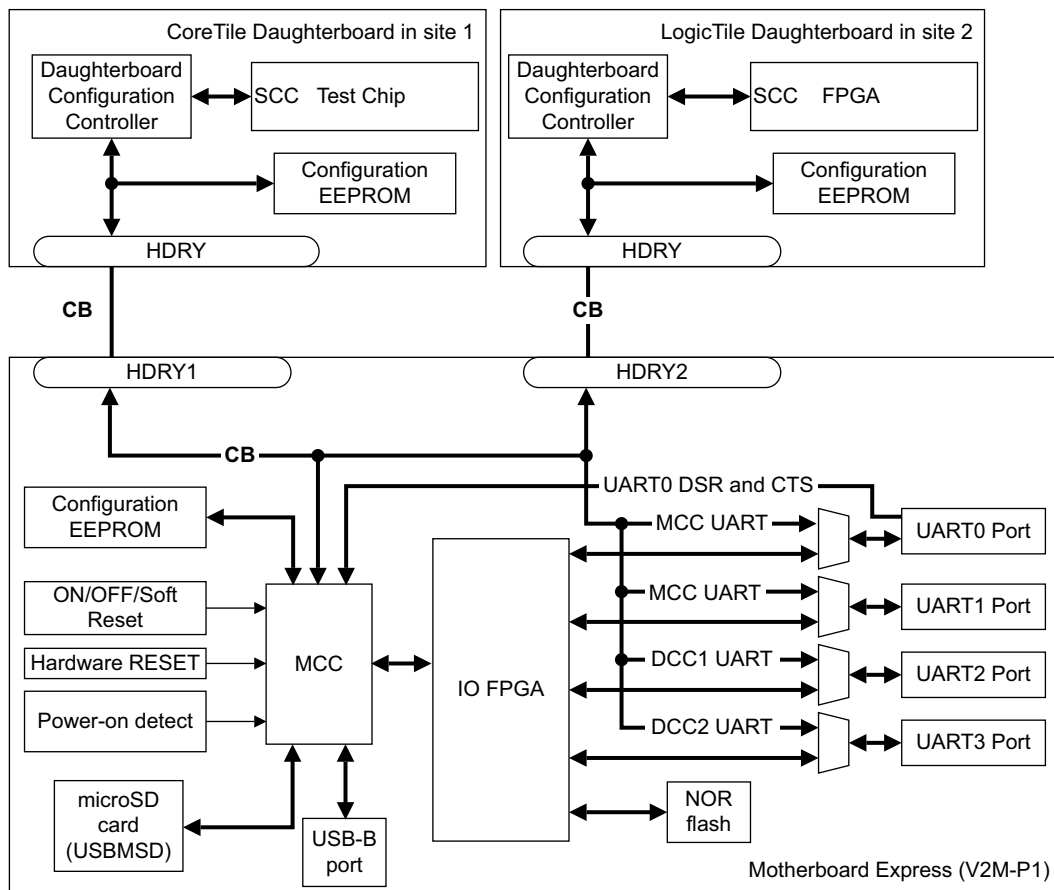 CoreTile Daughterboard in site 1
Daughterboard
Configuration
Controller
SCC Test Chip
Configuration
EEPROM
HDRY
LogicTile Daughterboard in site 2
Daughterboard
Configuration
Controller
SCC FPGA
Configuration
EEPROM
HDRY
CB
CB
HDRY1
HDRY2
CB
UART0 DSR and CTS
Configuration
EEPROM
MCC UART
UART0 Port
ON/OFF/Soft
Reset
MCC UART
UART1 Port
Hardware RESET
MCC
IO FPGA
DCC1 UART
UART2 Port
Power-on detect
DCC2 UART
UART3 Port
microSD
card
(USBMSD)
USB-B
port
NOR
flash
Motherboard Express (V2M-P1)